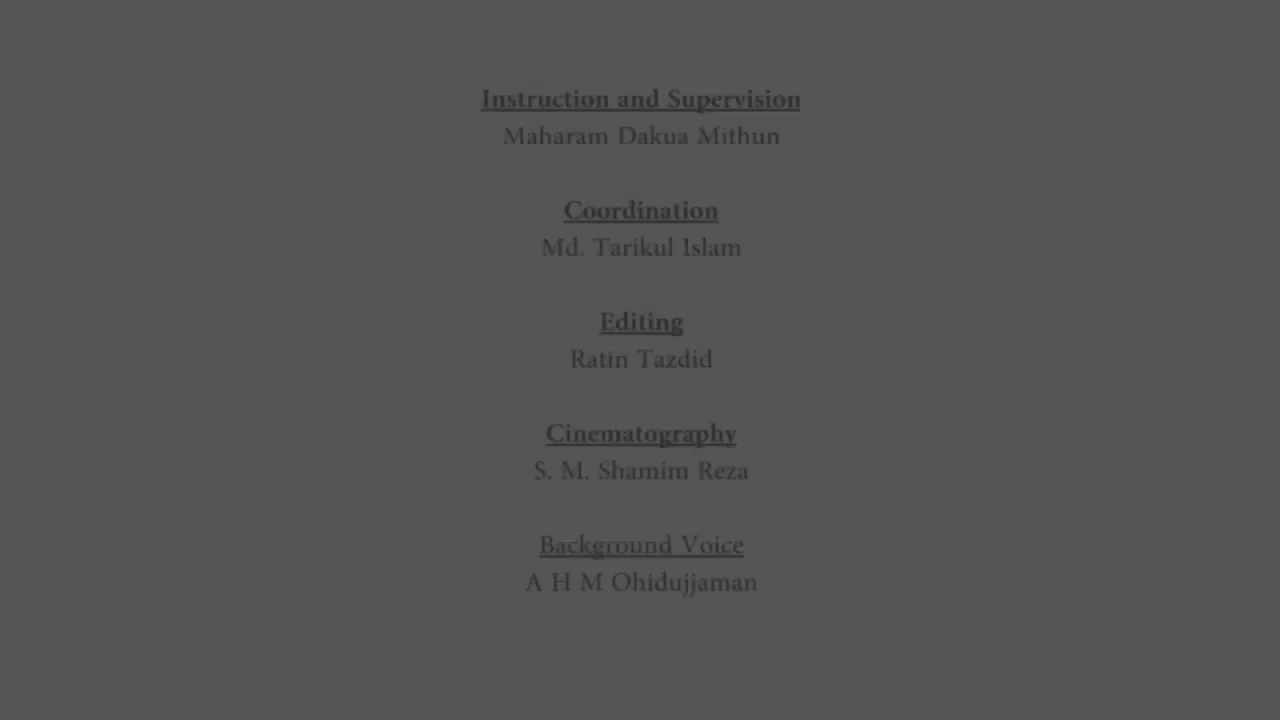 Instruction and Supervision
Maharam Dakua Mithun
Coordination
Md. Tarikul Islam
Editing
Ratin Tazdid
Cinematography
S. M. Shamim Reza
Background Voice
A H M Ohidujjaman